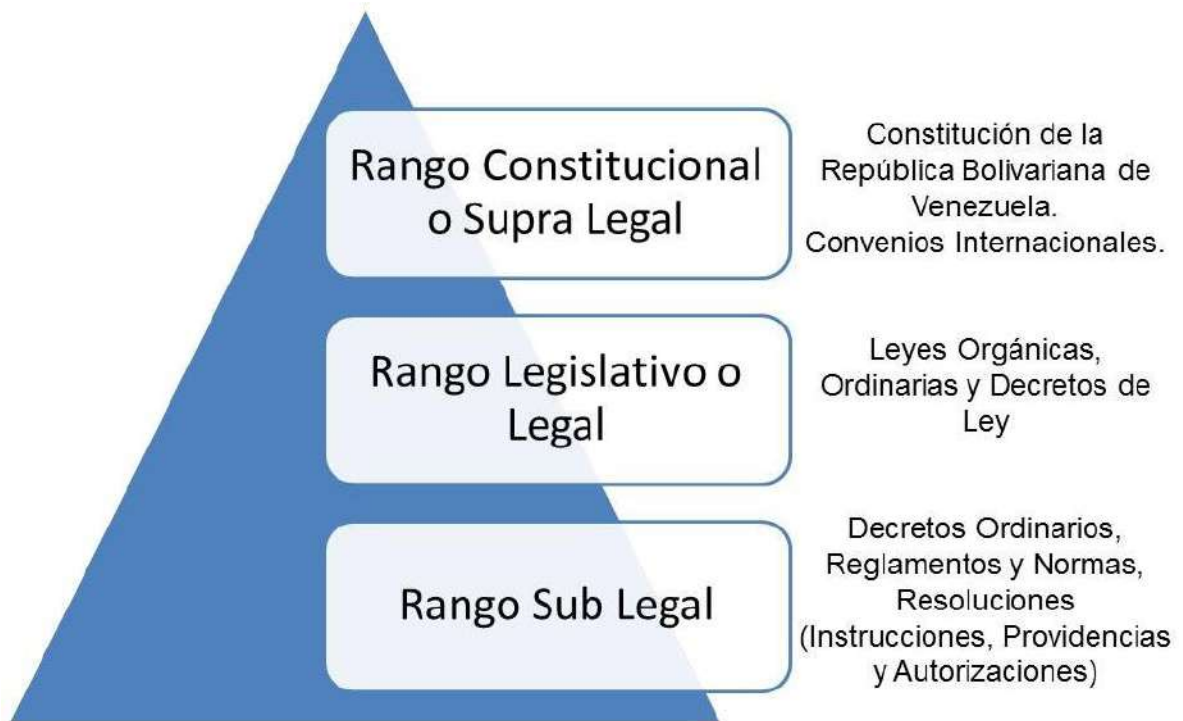 Rango Constitucional
o Supra Legal
Constitución de la
República Bolivariana de
Venezuela.
Convenios Internacionales.
Rango Legislativo o
Legal
Leyes Orgánicas,
Ordinarias y Decretos de
Ley
Rango Sub Legal
Decretos Ordinarios,
Reglamentos y Normas,
Resoluciones
(Instrucciones, Providencias
y Autorizaciones)